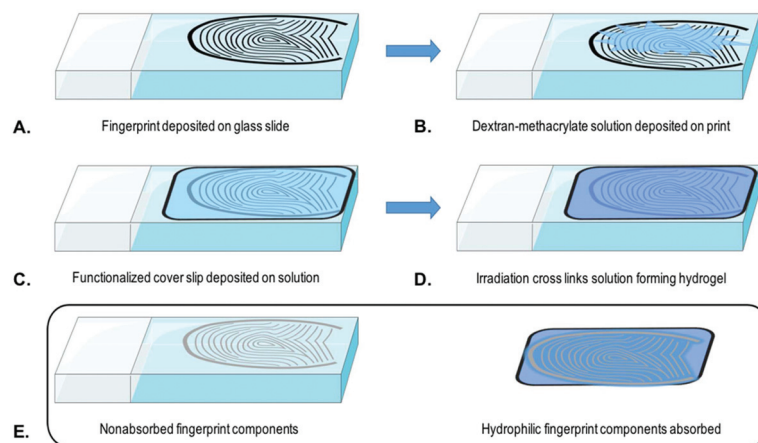 A. Fingerprint deposited on glass slide
B. Dextran-methacrylate solution deposited on print
C. Functionalized cover slip deposited on solution
D. Irradiation cross links solution forming hydrogel
E. Nonabsorbed fingerprint components
Hydrophilic fingerprint components absorbed